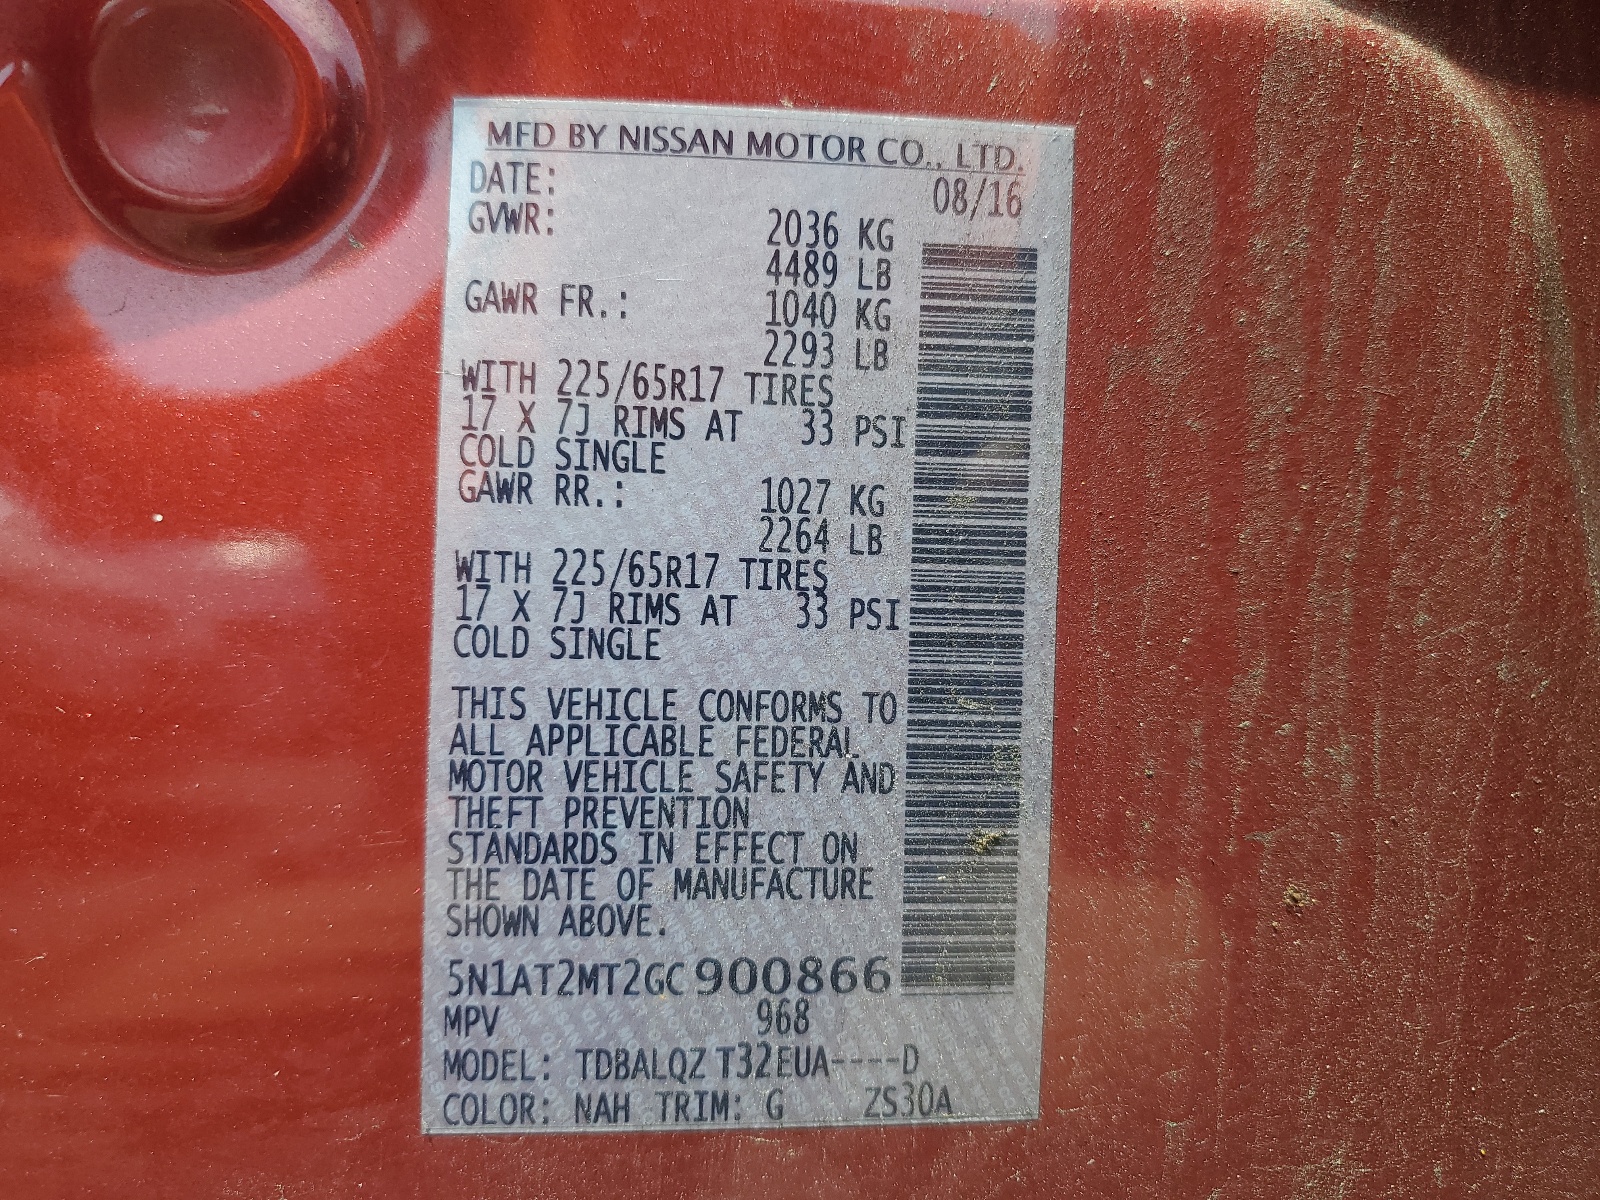 MFD BY NISSAN MOTOR CO., LTD.
DATE: 08/16
GVWR: 2036 KG
4489 LB
GAWR FR.: 1040 KG
2293 LB
WITH 225/65R17 TIRES
17 X 7J RIMS AT 33 PSI
COLD SINGLE
GAWR RR.: 1027 KG
2264 LB
WITH 225/65R17 TIRES
17 X 7J RIMS AT 33 PSI
COLD SINGLE
THIS VEHICLE CONFORMS TO
ALL APPLICABLE FEDERAL
MOTOR VEHICLE SAFETY AND
THEFT PREVENTION
STANDARDS IN EFFECT ON
THE DATE OF MANUFACTURE
SHOWN ABOVE.
5N1AT2MT2GC900866
MPV 968
MODEL: TDBALQZ T32EUA----D
COLOR: NAH TRIM: G ZS30A